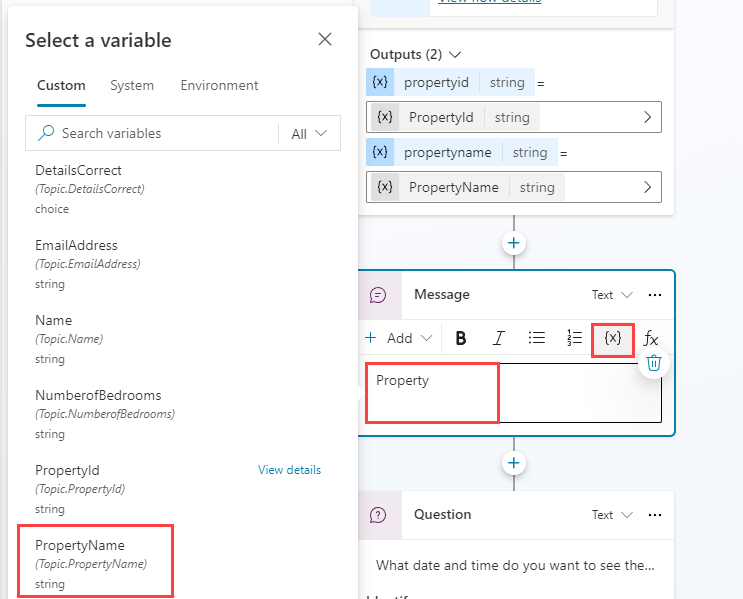 Select a variable
Custom System Environment
Search variables All
DetailsCorrect
(Topic.DetailsCorrect)
choice
EmailAddress
(Topic.EmailAddress)
string
Name
(Topic.Name)
string
NumberofBedrooms
(Topic.NumberofBedrooms)
string
PropertyId View details
(Topic.PropertyId)
string
PropertyName
(Topic.PropertyName)
string
View flow details
Outputs (2)
{x} propertyid string =
{x} PropertyId string
{x} propertyname string =
{x} PropertyName string
Message Text ...
+ Add B I {x} fx
Property
Question Text ...
What date and time do you want to see the...